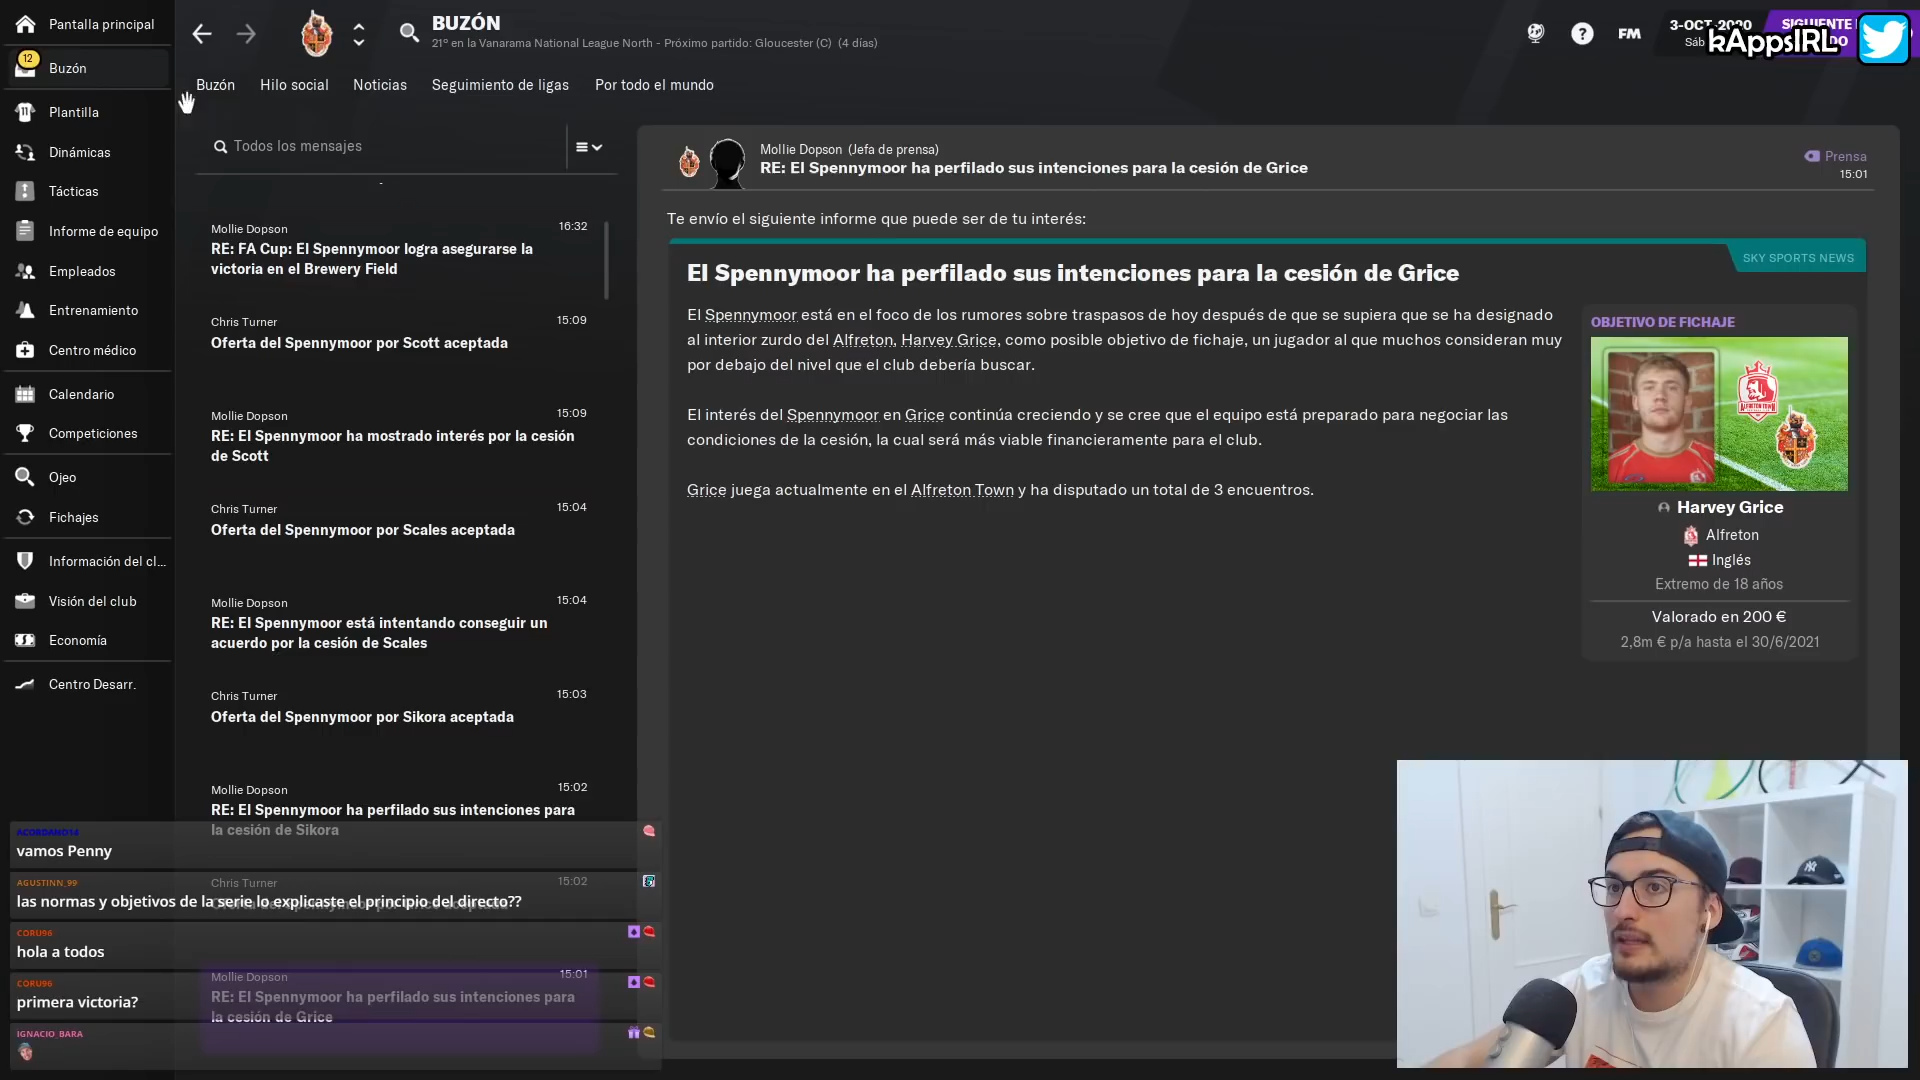 Pantalla principal
12
Buzón
Plantilla
Dinámicas
Tácticas
Informe de equipo
Empleados
Entrenamiento
Centro médico
Calendario
Competiciones
Ojeo
Fichajes
Información del cl...
Visión del club
Economía
Centro Desarr.
BUZÓN
21º en la Vanarama National League North - Próximo partido: Gloucester (C) (4 días)
FM
3-OCT-2020
Sáb
SIGUIENTE
kAppsIRL
Buzón
Hilo social
Noticias
Seguimiento de ligas
Por todo el mundo
Todos los mensajes
Mollie Dopson
16:32
RE: FA Cup: El Spennymoor logra asegurarse la
victoria en el Brewery Field
Chris Turner
15:09
Oferta del Spennymoor por Scott aceptada
Mollie Dopson
15:09
RE: El Spennymoor ha mostrado interés por la cesión
de Scott
Chris Turner
15:04
Oferta del Spennymoor por Scales aceptada
Mollie Dopson
15:04
RE: El Spennymoor está intentando conseguir un
acuerdo por la cesión de Scales
Chris Turner
15:03
Oferta del Spennymoor por Sikora aceptada
Mollie Dopson
15:02
RE: El Spennymoor ha perfilado sus intenciones para
la cesión de Sikora
Chris Turner
15:02
Mollie Dopson
15:01
RE: El Spennymoor ha perfilado sus intenciones para
la cesión de Grice
ACORDANO14
vamos Penny
AGUSTINN_99
las normas y objetivos de la serie lo explicaste el principio del directo??
CORU96
hola a todos
CORU96
primera victoria?
IGNACIO_BARA
Mollie Dopson (Jefa de prensa)
RE: El Spennymoor ha perfilado sus intenciones para la cesión de Grice
Prensa
15:01
Te envío el siguiente informe que puede ser de tu interés:
SKY SPORTS NEWS
El Spennymoor ha perfilado sus intenciones para la cesión de Grice
El Spennymoor está en el foco de los rumores sobre traspasos de hoy después de que se supiera que se ha designado
al interior zurdo del Alfreton, Harvey Grice, como posible objetivo de fichaje, un jugador al que muchos consideran muy
por debajo del nivel que el club debería buscar.
El interés del Spennymoor en Grice continúa creciendo y se cree que el equipo está preparado para negociar las
condiciones de la cesión, la cual será más viable financieramente para el club.
Grice juega actualmente en el Alfreton Town y ha disputado un total de 3 encuentros.
OBJETIVO DE FICHAJE
Harvey Grice
Alfreton
Inglés
Extremo de 18 años
Valorado en 200 €
2,8m € p/a hasta el 30/6/2021